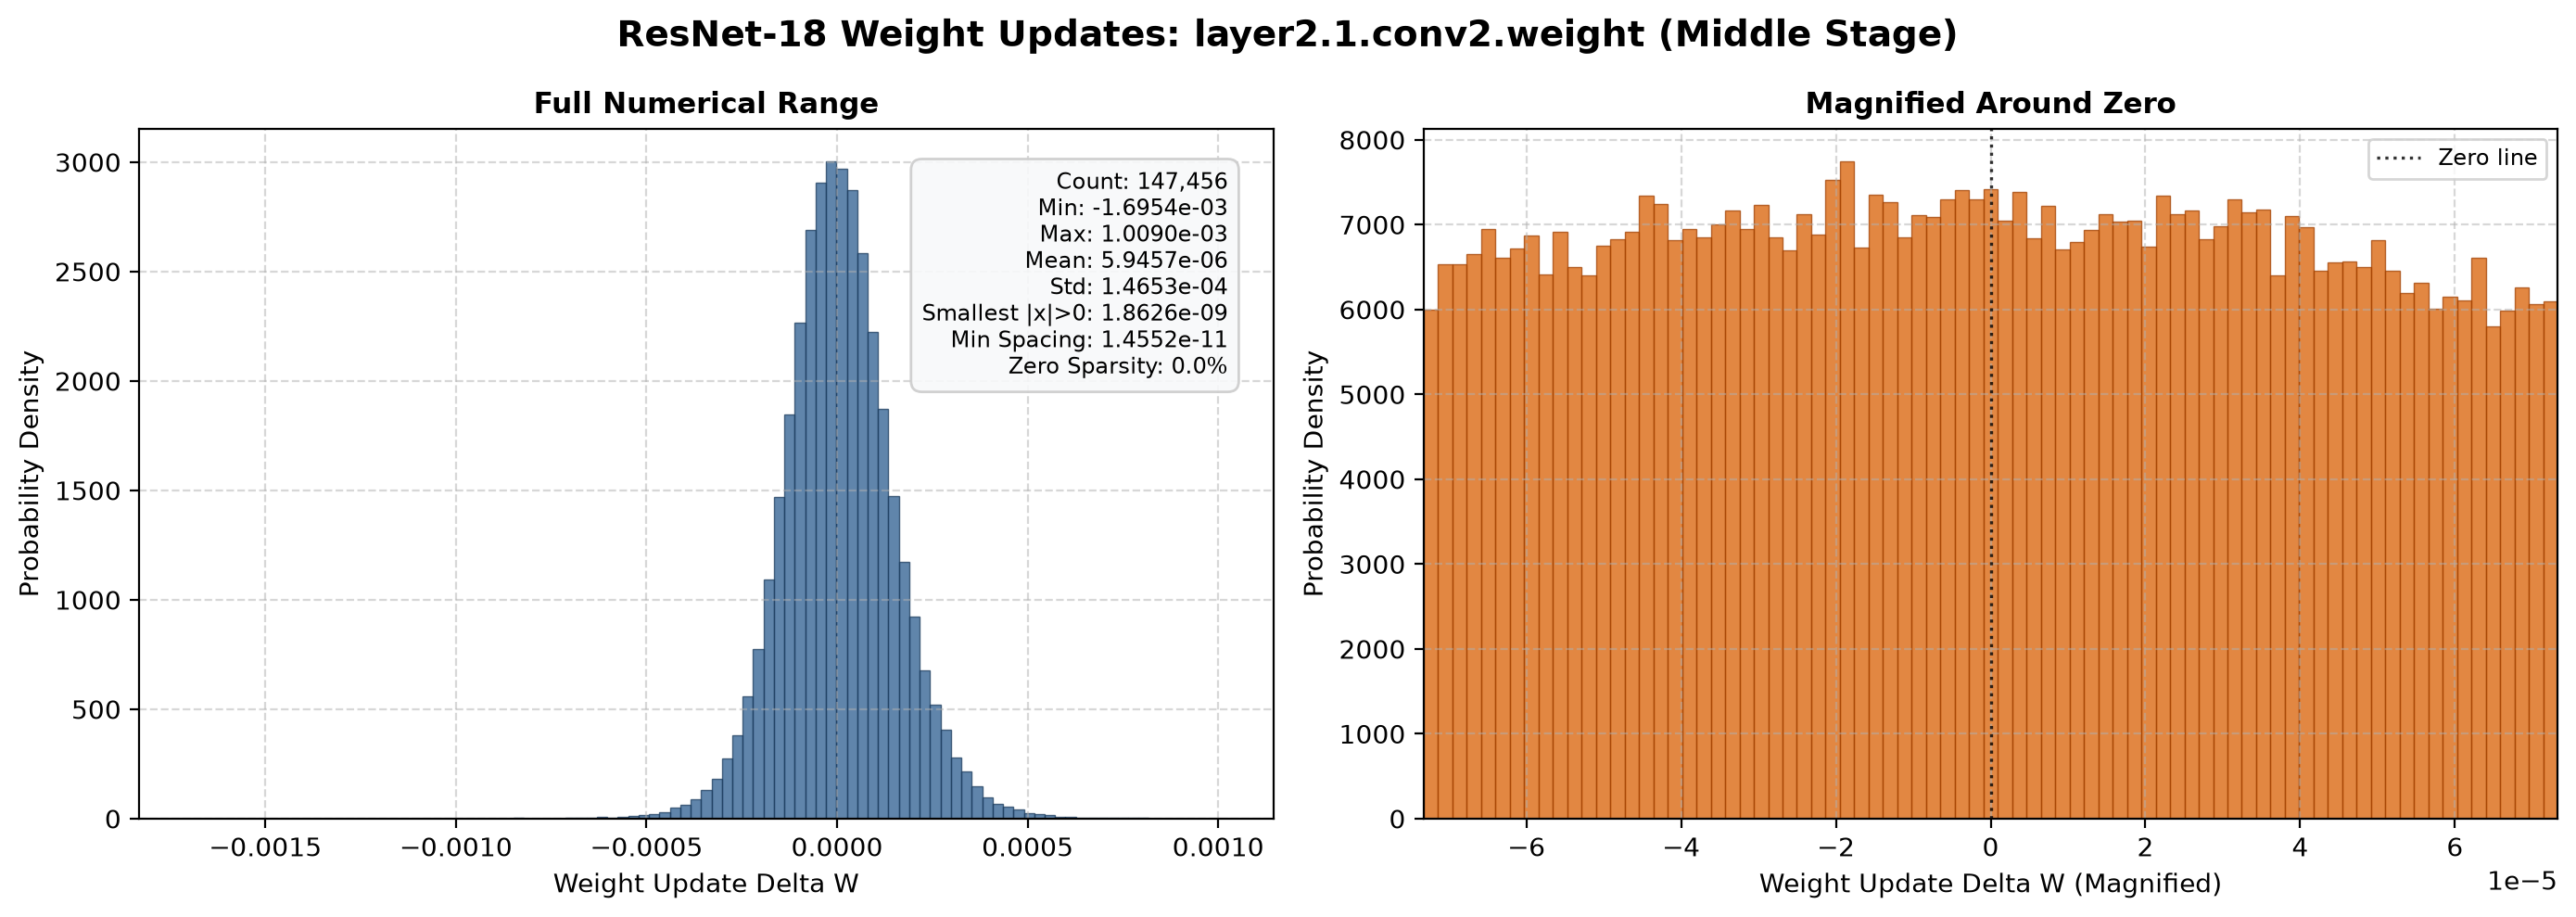 ResNet-18 Weight Updates: layer2.1.conv2.weight (Middle Stage)
Full Numerical Range
Probability Density
3000
2500
2000
1500
1000
500
0
Count: 147,456
Min: -1.6954e-03
Max: 1.0090e-03
Mean: 5.9457e-06
Std: 1.4653e-04
Smallest |x|>0: 1.8626e-09
Min Spacing: 1.4552e-11
Zero Sparsity: 0.0%
−0.0015 −0.0010 −0.0005 0.0000 0.0005 0.0010
Weight Update Delta W
Magnified Around Zero
Probability Density
8000
7000
6000
5000
4000
3000
2000
1000
0
Zero line
−6 −4 −2 0 2 4 6
1e−5
Weight Update Delta W (Magnified)